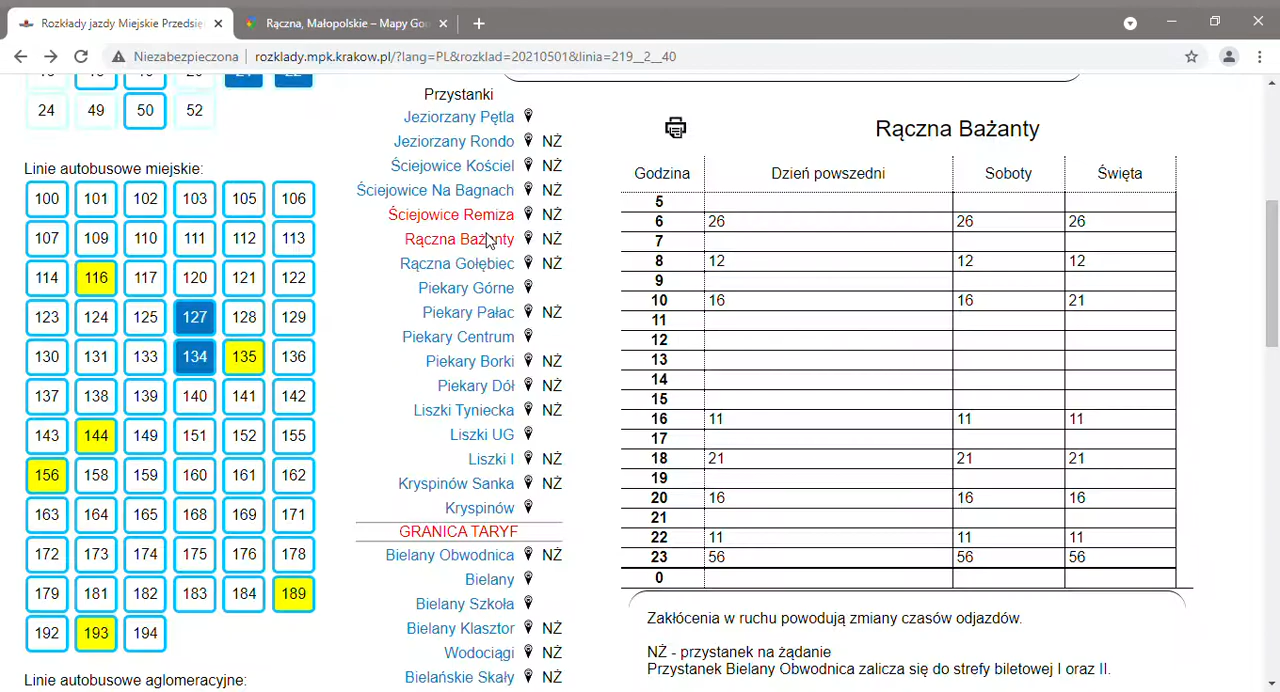 Rozkłady jazdy Miejskie Przedsię
Rączna, Małopolskie – Mapy Go
Niezabezpieczona
rozklady.mpk.krakow.pl/?lang=PL&rozklad=20210501&linia=219__2__40
24 49 50 52
Linie autobusowe miejskie:
100 101 102 103 105 106
107 109 110 111 112 113
114 116 117 120 121 122
123 124 125 127 128 129
130 131 133 134 135 136
137 138 139 140 141 142
143 144 149 151 152 155
156 158 159 160 161 162
163 164 165 168 169 171
172 173 174 175 176 178
179 181 182 183 184 189
192 193 194
Linie autobusowe aglomeracyjne:
Przystanki
Jeziorzany Pętla
Jeziorzany Rondo NŻ
Ściejowice Kościel NŻ
Ściejowice Na Bagnach NŻ
Ściejowice Remiza NŻ
Rączna Bażanty NŻ
Rączna Gołębiec NŻ
Piekary Górne
Piekary Pałac NŻ
Piekary Centrum
Piekary Borki NŻ
Piekary Dół NŻ
Liszki Tyniecka NŻ
Liszki UG
Liszki I NŻ
Kryspinów Sanka NŻ
Kryspinów
GRANICA TARYF
Bielany Obwodnica NŻ
Bielany
Bielany Szkoła
Bielany Klasztor NŻ
Wodociągi NŻ
Bielańskie Skały NŻ
Rączna Bażanty
Godzina Dzień powszedni Soboty Święta
5
6 26 26 26
7
8 12 12 12
9
10 16 16 21
11
12
13
14
15
16 11 11 11
17
18 21 21 21
19
20 16 16 16
21
22 11 11 11
23 56 56 56
0
Zakłócenia w ruchu powodują zmiany czasów odjazdów.
NŻ - przystanek na żądanie
Przystanek Bielany Obwodnica zalicza się do strefy biletowej I oraz II.